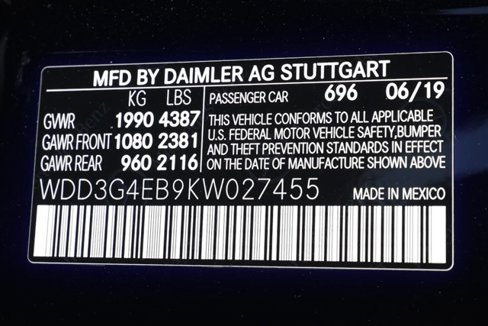 MFD BY DAIMLER AG STUTTGART
KG LBS
GVWR 1990 4387
GAWR FRONT 1080 2381
GAWR REAR 960 2116
PASSENGER CAR 696 06/19
THIS VEHICLE CONFORMS TO ALL APPLICABLE
U.S. FEDERAL MOTOR VEHICLE SAFETY,BUMPER
AND THEFT PREVENTION STANDARDS IN EFFECT
ON THE DATE OF MANUFACTURE SHOWN ABOVE
WDD3G4EB9KW027455
MADE IN MEXICO